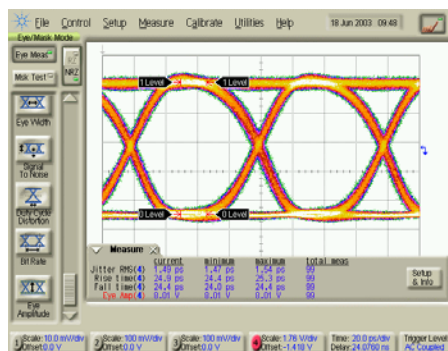 File Control Setup Measure Calibrate Utilities Help 18 Jun 2003 09:48
Eye/Mask Mode
Eye Meas
NRZ
Msk Test
Eye Width
Signal
To Noise
Duty Cycle
Distortion
Bit Rate
Eye
Amplitude
1 Level 1 Level
0 Level 0 Level
Measure
current minimum maximum total meas
Jitter RMS(4) 1.49 ps 1.47 ps 1.54 ps 99
Rise time(4) 24.9 ps 24.4 ps 25.3 ps 99
Fall time(4) 24.4 ps 24.0 ps 24.4 ps 99
Eye Amp(4) 8.01 V 8.01 V 8.01 V 99
Setup
& Info
1 Scale: 10.0 mV/div 2 Scale: 100 mV/div 3 Scale: 100 mV/div 4 Scale: 1.76 V/div Time: 20.0 ps/div Trigger Level
Offset: 0.0 V Offset: 0.0 V Offset: 0.0 V Offset: -1.418 V Delay: 24.0760 ns AC Coupled